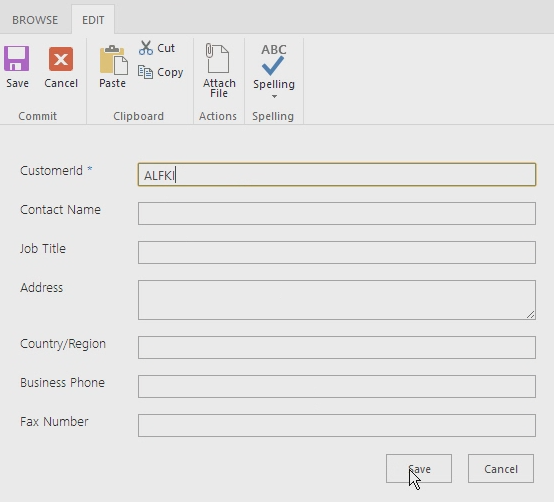 BROWSE EDIT
Save Cancel Paste Cut Copy Attach File ABC Spelling
Commit Clipboard Actions Spelling
CustomerId * ALFKI
Contact Name
Job Title
Address
Country/Region
Business Phone
Fax Number
Save Cancel